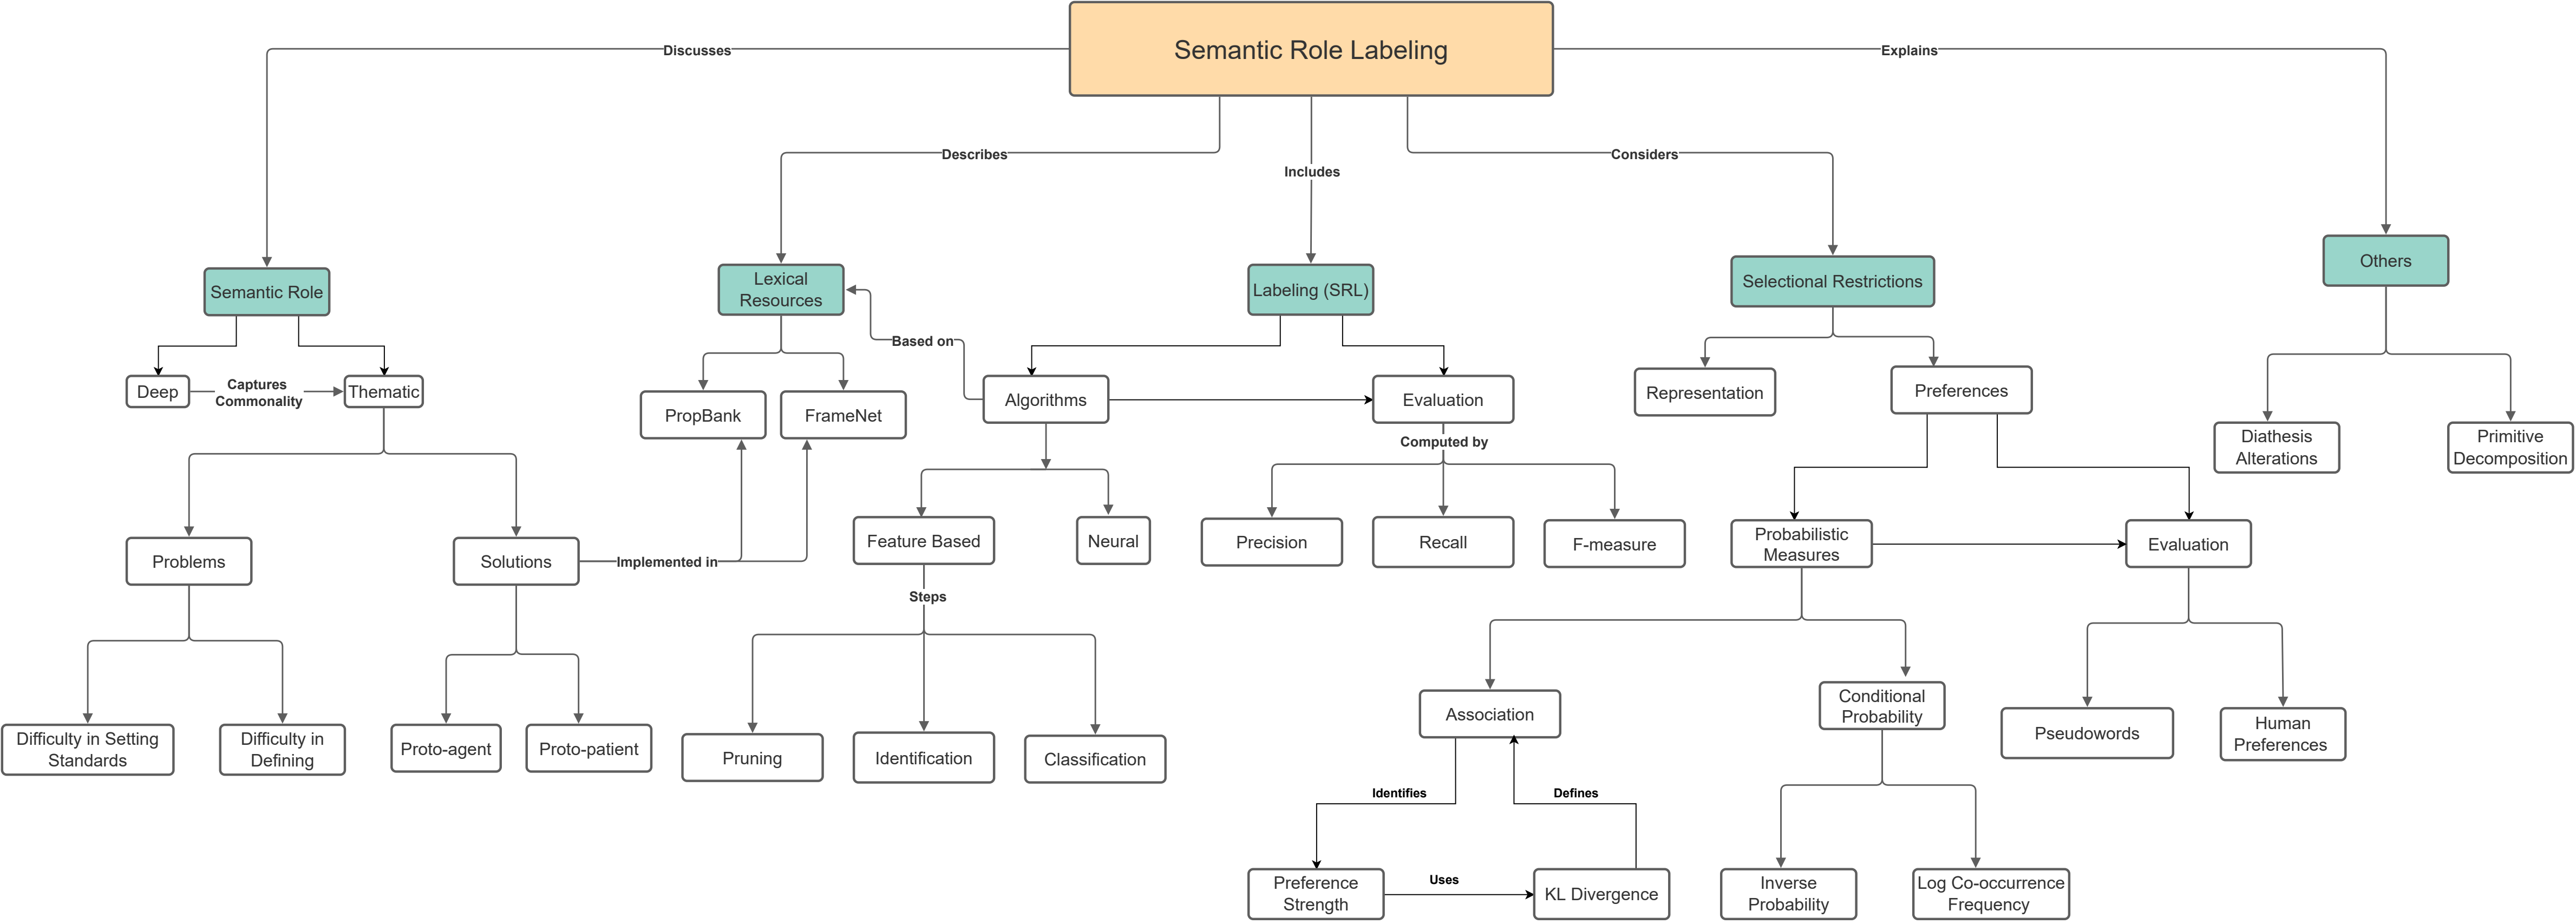 Semantic Role Labeling
Discusses
Explains
Describes
Includes
Considers
Semantic Role
Lexical
Resources
Labeling (SRL)
Selectional Restrictions
Others
Based on
Deep
Captures
Commonality
Thematic
PropBank
FrameNet
Algorithms
Evaluation
Representation
Preferences
Diathesis
Alterations
Primitive
Decomposition
Computed by
Problems
Solutions
Implemented in
Feature Based
Neural
Precision
Recall
F-measure
Probabilistic
Measures
Evaluation
Steps
Difficulty in Setting
Standards
Difficulty in
Defining
Proto-agent
Proto-patient
Pruning
Identification
Classification
Association
Conditional
Probability
Pseudowords
Human
Preferences
Identifies
Defines
Preference
Strength
Uses
KL Divergence
Inverse
Probability
Log Co-occurrence
Frequency